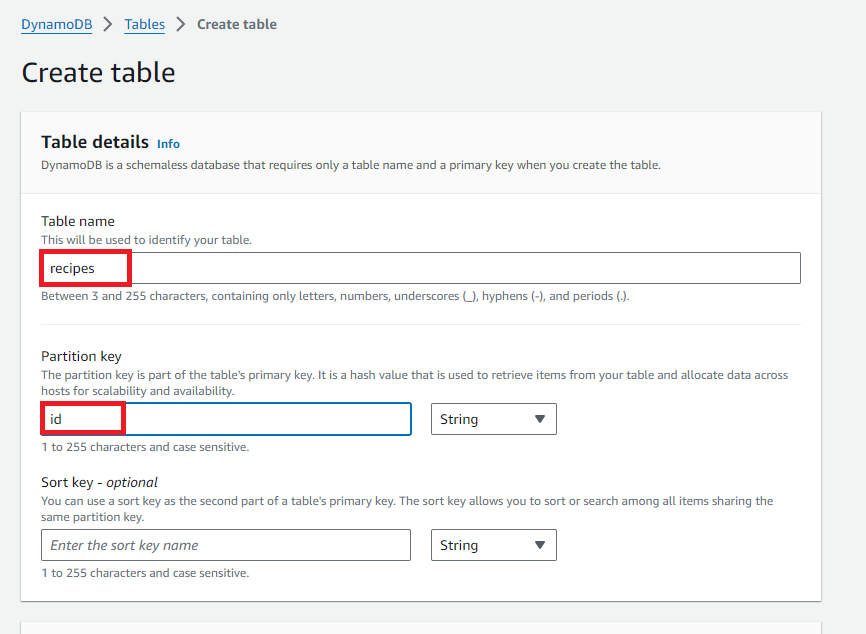 DynamoDB > Tables > Create table
Create table
Table details Info
DynamoDB is a schemaless database that requires only a table name and a primary key when you create the table.
Table name
This will be used to identify your table.
recipes
Between 3 and 255 characters, containing only letters, numbers, underscores (_), hyphens (-), and periods (.).
Partition key
The partition key is part of the table's primary key. It is a hash value that is used to retrieve items from your table and allocate data across
hosts for scalability and availability.
id String
1 to 255 characters and case sensitive.
Sort key - optional
You can use a sort key as the second part of a table's primary key. The sort key allows you to sort or search among all items sharing the
same partition key.
Enter the sort key name String
1 to 255 characters and case sensitive.